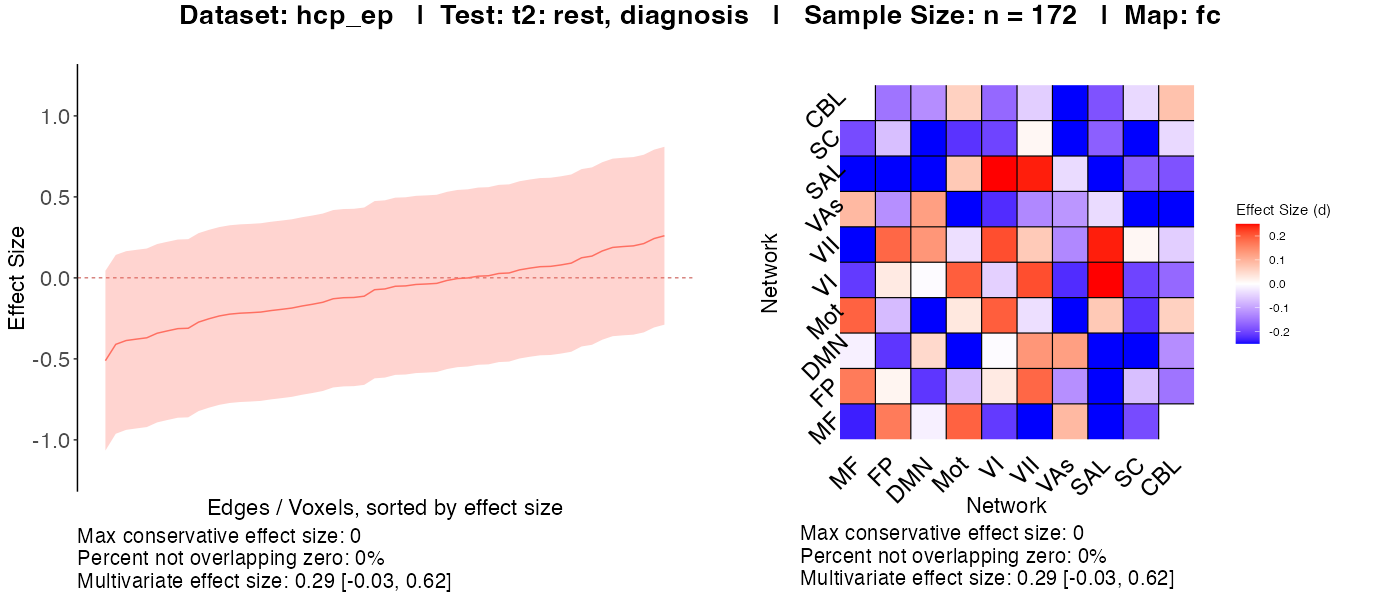 Dataset: hcp_ep | Test: t2: rest, diagnosis | Sample Size: n = 172 | Map: fc
Effect Size
1.0
0.5
0.0
-0.5
-1.0
Edges / Voxels, sorted by effect size
Max conservative effect size: 0
Percent not overlapping zero: 0%
Multivariate effect size: 0.29 [-0.03, 0.62]
Network
CBL
SC
SAL
VAs
VII
VI
Mot
DMN
FP
MF
MF
FP
DMN
Mot
VI
VII
VAs
SAL
SC
CBL
Network
Effect Size (d)
0.2
0.1
0.0
-0.1
-0.2
Max conservative effect size: 0
Percent not overlapping zero: 0%
Multivariate effect size: 0.29 [-0.03, 0.62]